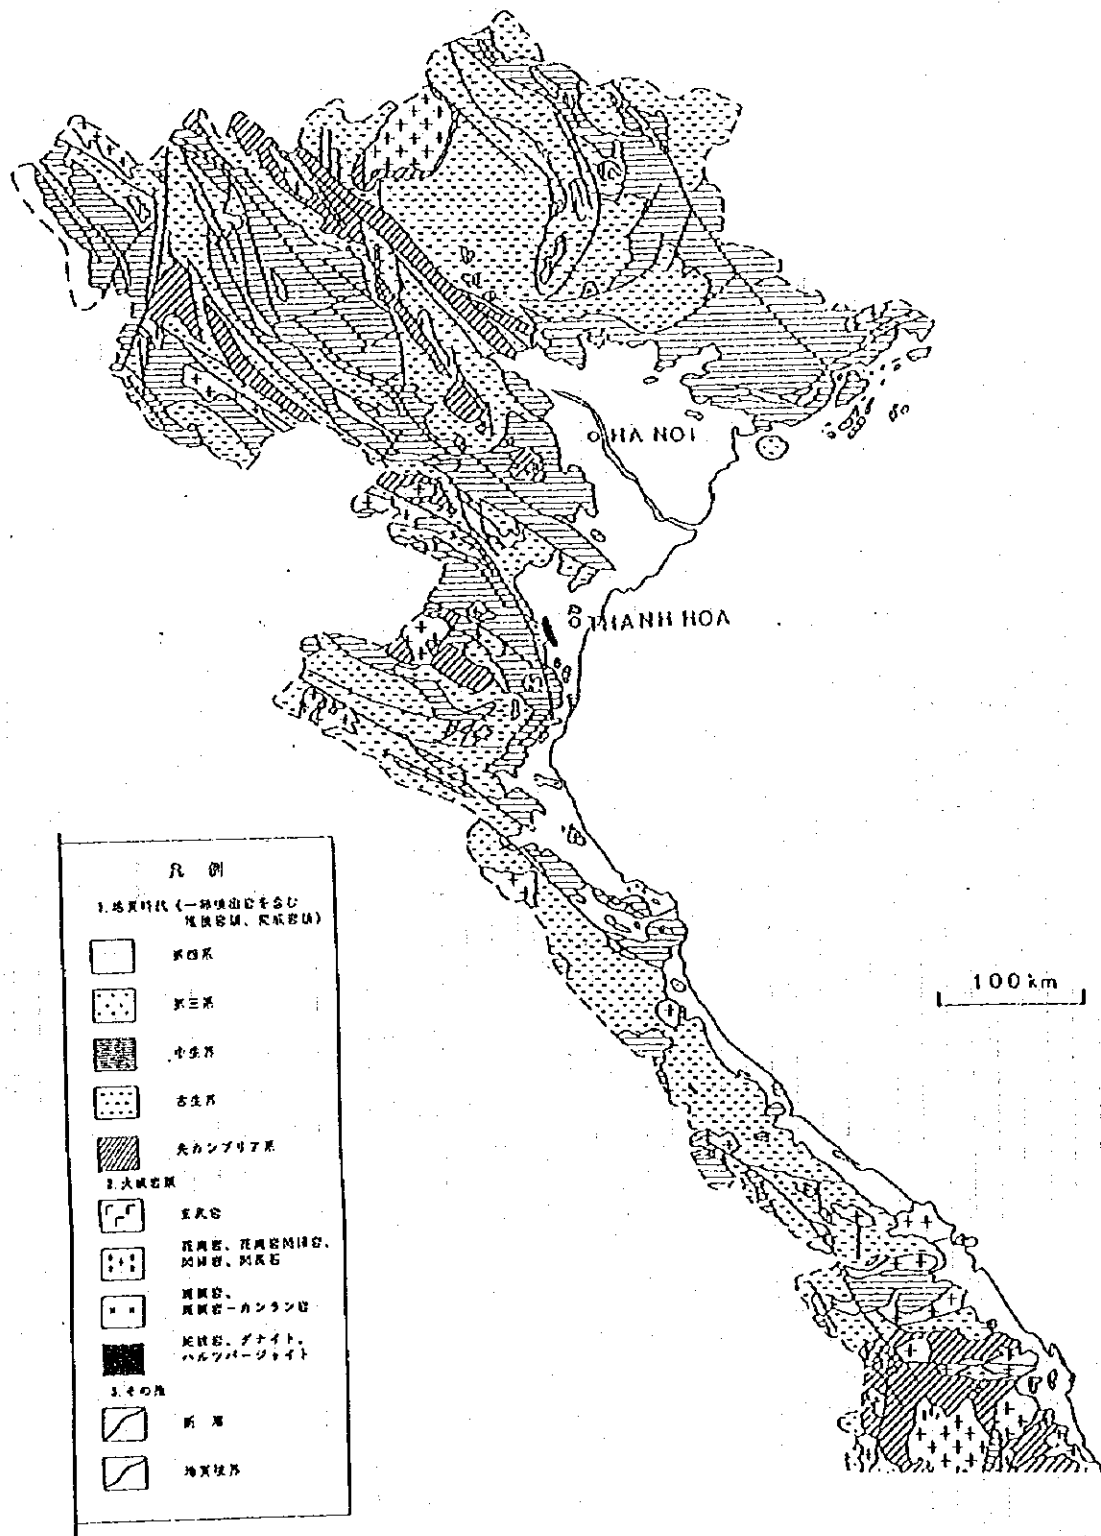 HA NOI
THANH HOA
100 km
凡例
1.地質時代(一部噴出岩を含む
堆積岩類、変成岩類)
第四系
第三系
中生界
古生界
先カンブリア系
2.火成岩類
玄武岩
花崗岩、花崗岩閃緑岩、
閃緑岩、
斑糲岩、
斑糲岩-カンラン岩
蛇紋岩、ダナイト、
ハルツバージャイト
3.その他
断層
地質境界